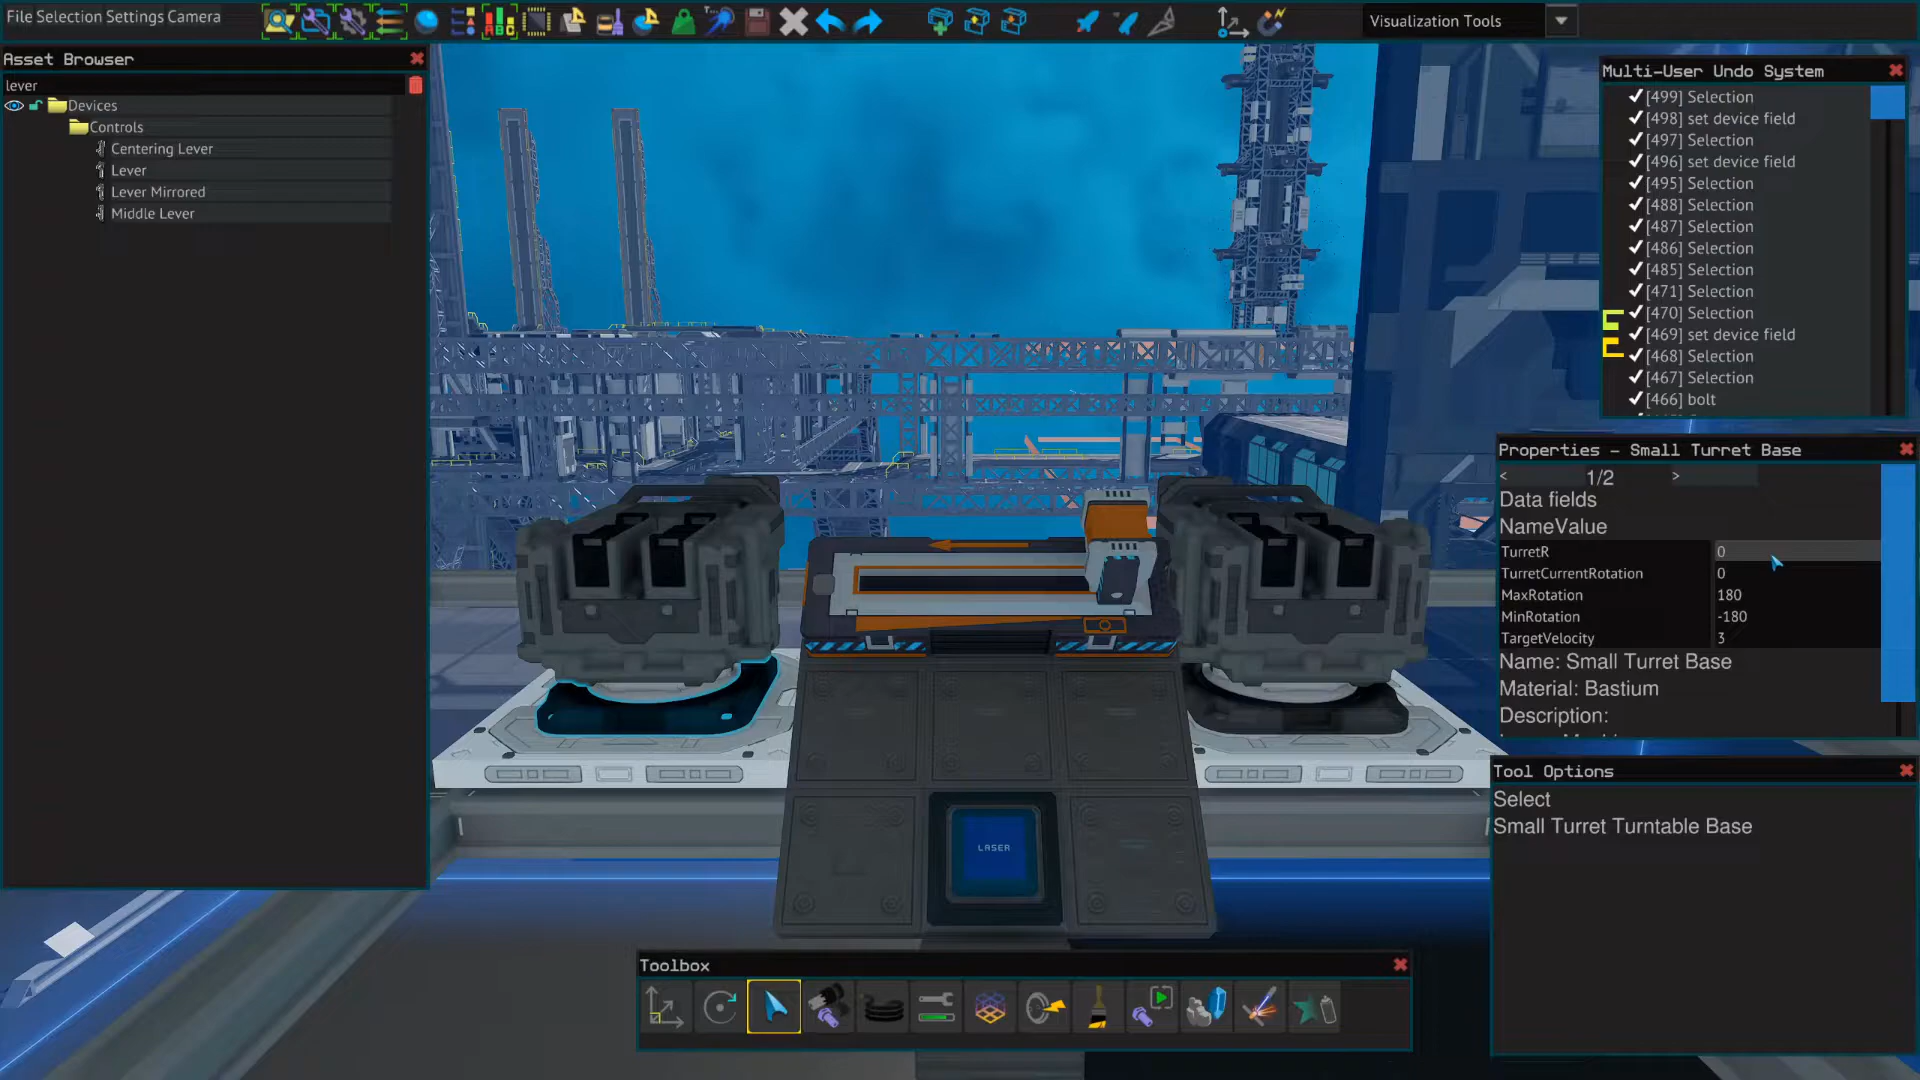 File Selection Settings Camera
Visualization Tools
Asset Browser
lever
Devices
Controls
Centering Lever
Lever
Lever Mirrored
Middle Lever
Multi-User Undo System
[499] Selection
[498] set device field
[497] Selection
[496] set device field
[495] Selection
[488] Selection
[487] Selection
[486] Selection
[485] Selection
[471] Selection
[470] Selection
[469] set device field
[468] Selection
[467] Selection
[466] bolt
Properties - Small Turret Base
< 1/2 >
Data fields
NameValue
TurretR 0
TurretCurrentRotation 0
MaxRotation 180
MinRotation -180
TargetVelocity 3
Name: Small Turret Base
Material: Bastium
Description:
Tool Options
Select
Small Turret Turntable Base
LASER
Toolbox